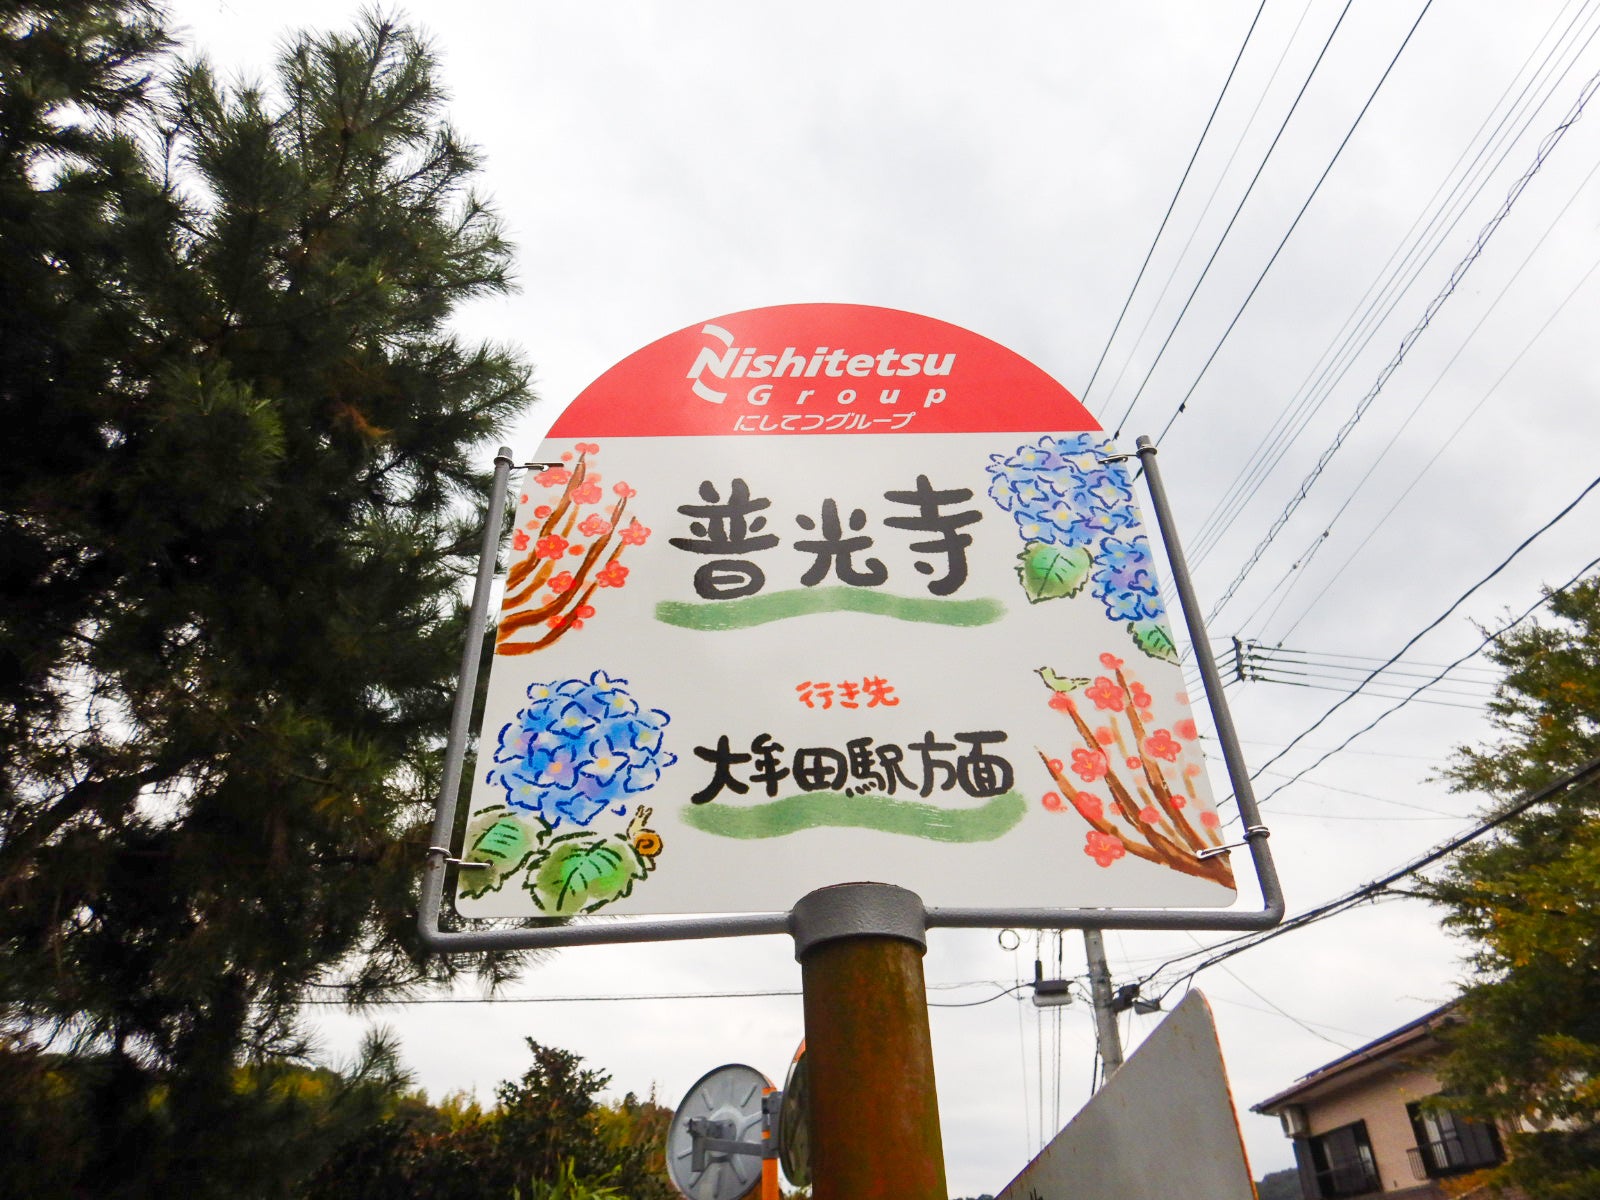 Nishitetsu
Group
にしてつグループ
普光寺
行き先
大牟田駅方面